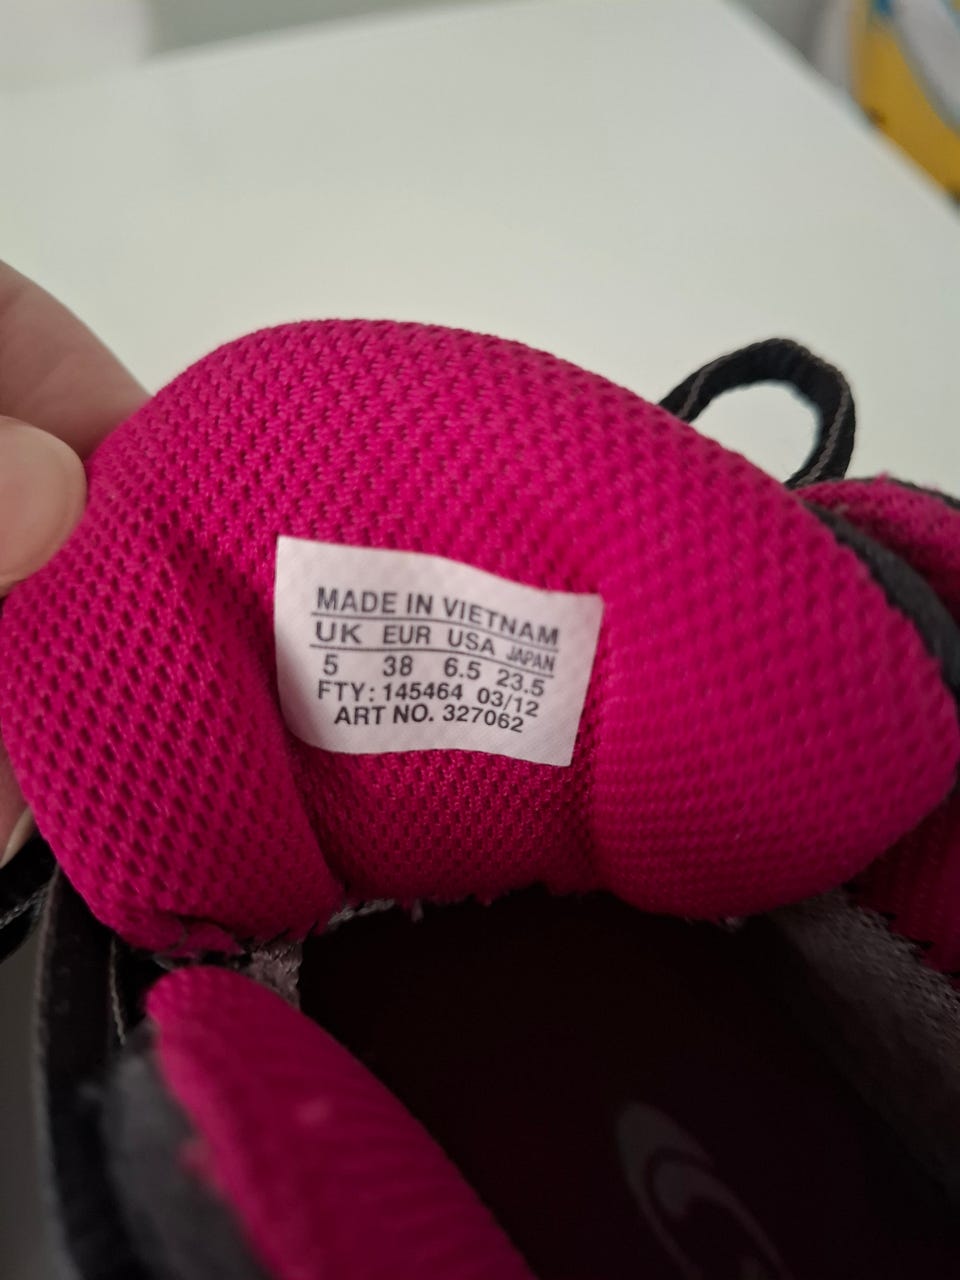 MADE IN VIETNAM
UK EUR USA JAPAN
5 38 6.5 23.5
FTY: 145464 03/12
ART NO. 327062